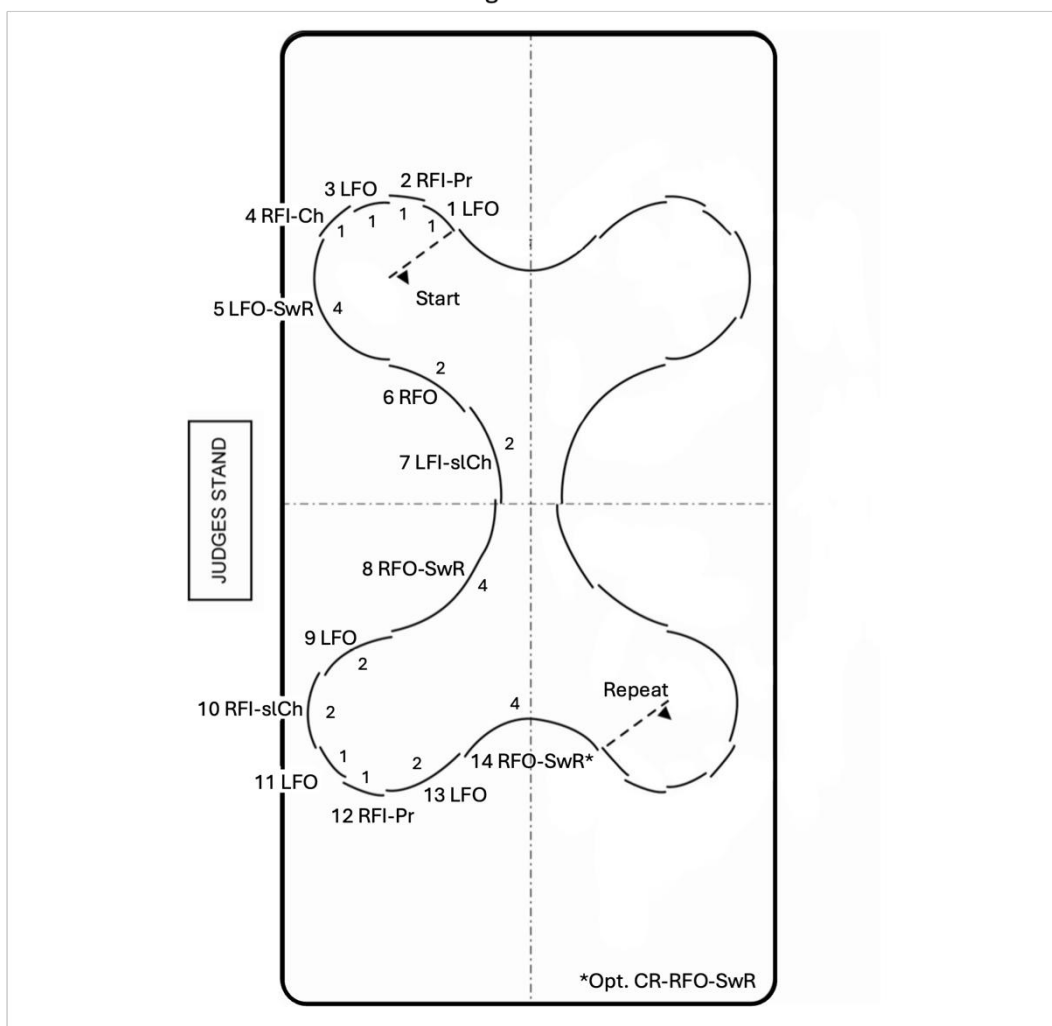 2 RFI-Pr
3 LFO
1 LFO
4 RFI-Ch
1
1
1
1
Start
5 LFO-SwR
4
2
6 RFO
2
7 LFI-slCh
JUDGES STAND
8 RFO-SwR
4
9 LFO
2
Repeat
10 RFI-slCh
2
4
1
2
14 RFO-SwR*
11 LFO
1
13 LFO
12 RFI-Pr
*Opt. CR-RFO-SwR